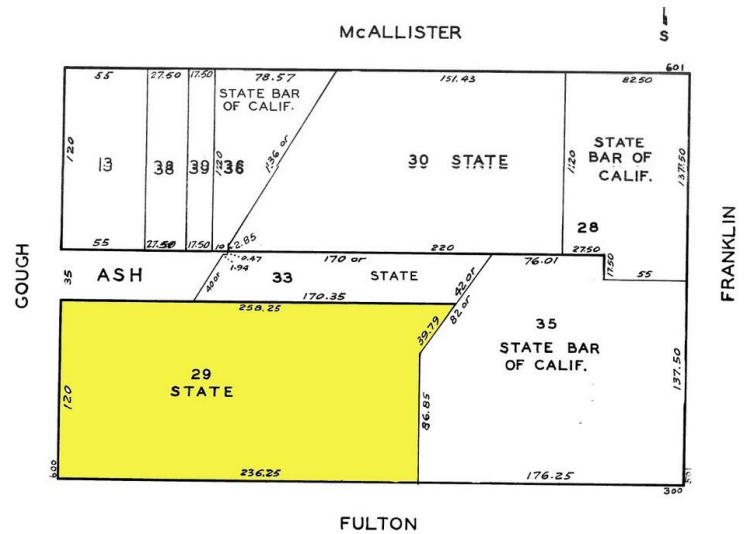 McALLISTER
S
601
55
27.50
17.50
78.57
151.43
82.50
STATE BAR
OF CALIF.
120
13
38
39
120
36
136 or
30 STATE
120
STATE
BAR OF
CALIF.
137.50
28
55
27.50
17.50
10
2.85
170 or
220
76.01
27.50
17.50
55
GOUGH
FRANKLIN
35
ASH
40 or
0.47
1.94
33
STATE
42 or
170.35
258.25
82 or
39.79
35
STATE BAR
OF CALIF.
29
STATE
120
86.85
137.50
600
236.25
176.25
300
FULTON